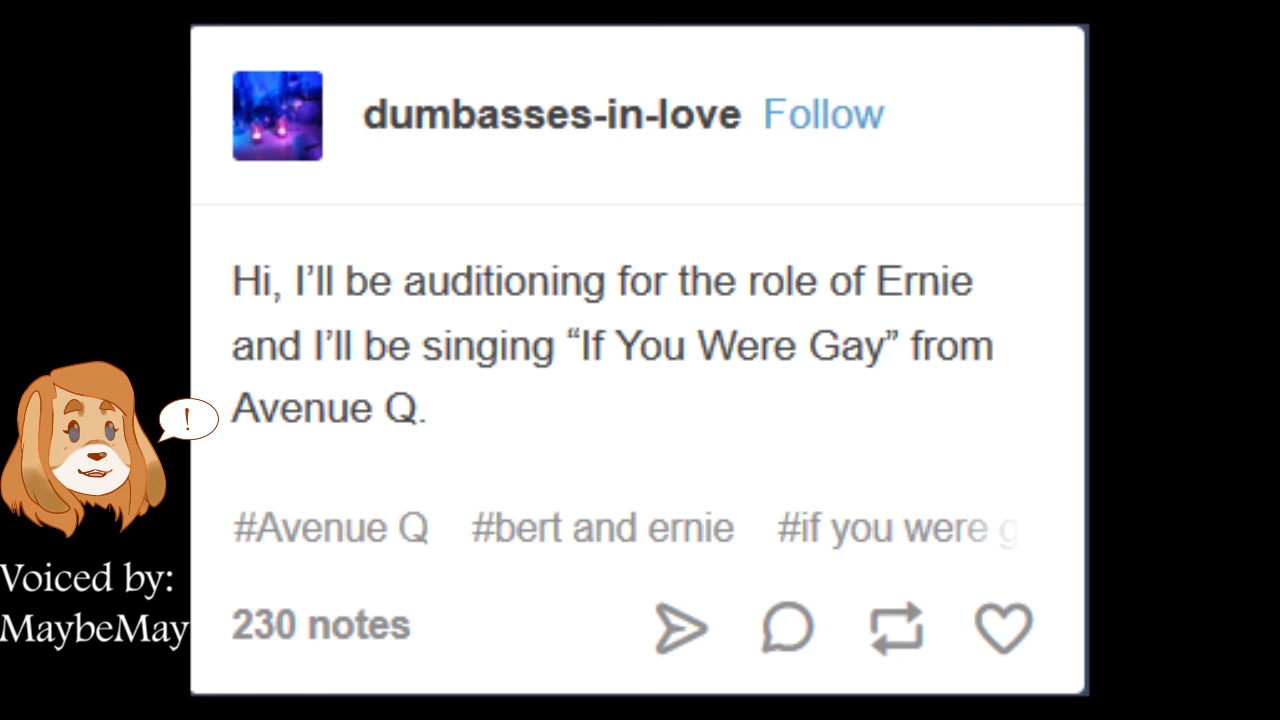 dumbasses-in-love Follow
Hi, I’ll be auditioning for the role of Ernie
and I’ll be singing “If You Were Gay” from
Avenue Q.
#Avenue Q #bert and ernie #if you were g
230 notes
!
Voiced by:
MaybeMay